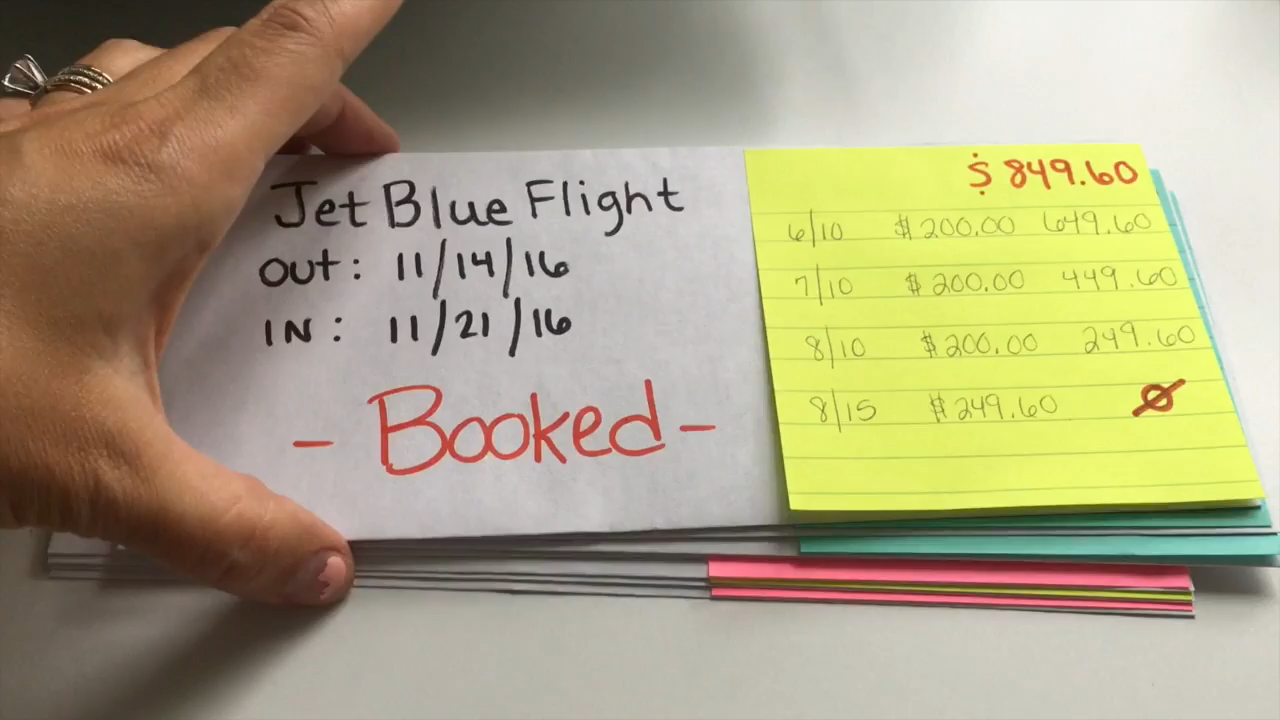 Jet Blue Flight
OUT: 11/14/16
IN: 11/21/16
- Booked -
$849.60
6/10 $200.00 649.60
7/10 $200.00 449.60
8/10 $200.00 249.60
8/15 $249.60 Ø